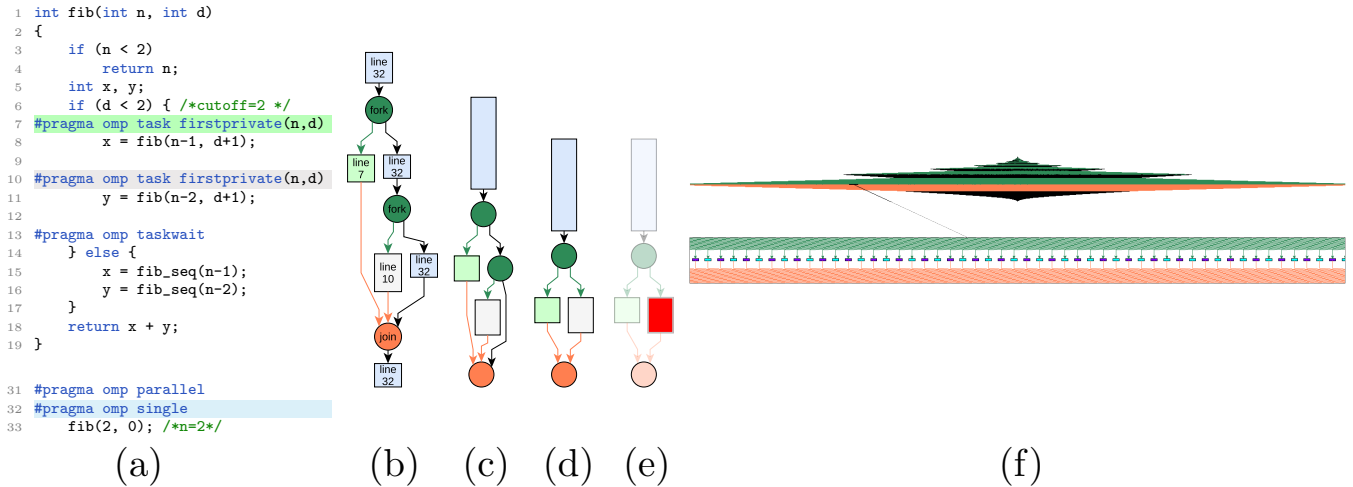 1 int fib(int n, int d)
2 {
3 if (n < 2)
4 return n;
5 int x, y;
6 if (d < 2) { /*cutoff=2 */
7 #pragma omp task firstprivate(n,d)
8 x = fib(n-1, d+1);
9
10 #pragma omp task firstprivate(n,d)
11 y = fib(n-2, d+1);
12
13 #pragma omp taskwait
14 } else {
15 x = fib_seq(n-1);
16 y = fib_seq(n-2);
17 }
18 return x + y;
19 }
31 #pragma omp parallel
32 #pragma omp single
33 fib(2, 0); /*n=2*/
(a)
line
32
fork
line
7
line
32
fork
line
10
line
32
join
line
32
(b)
(c)
(d)
(e)
(f)